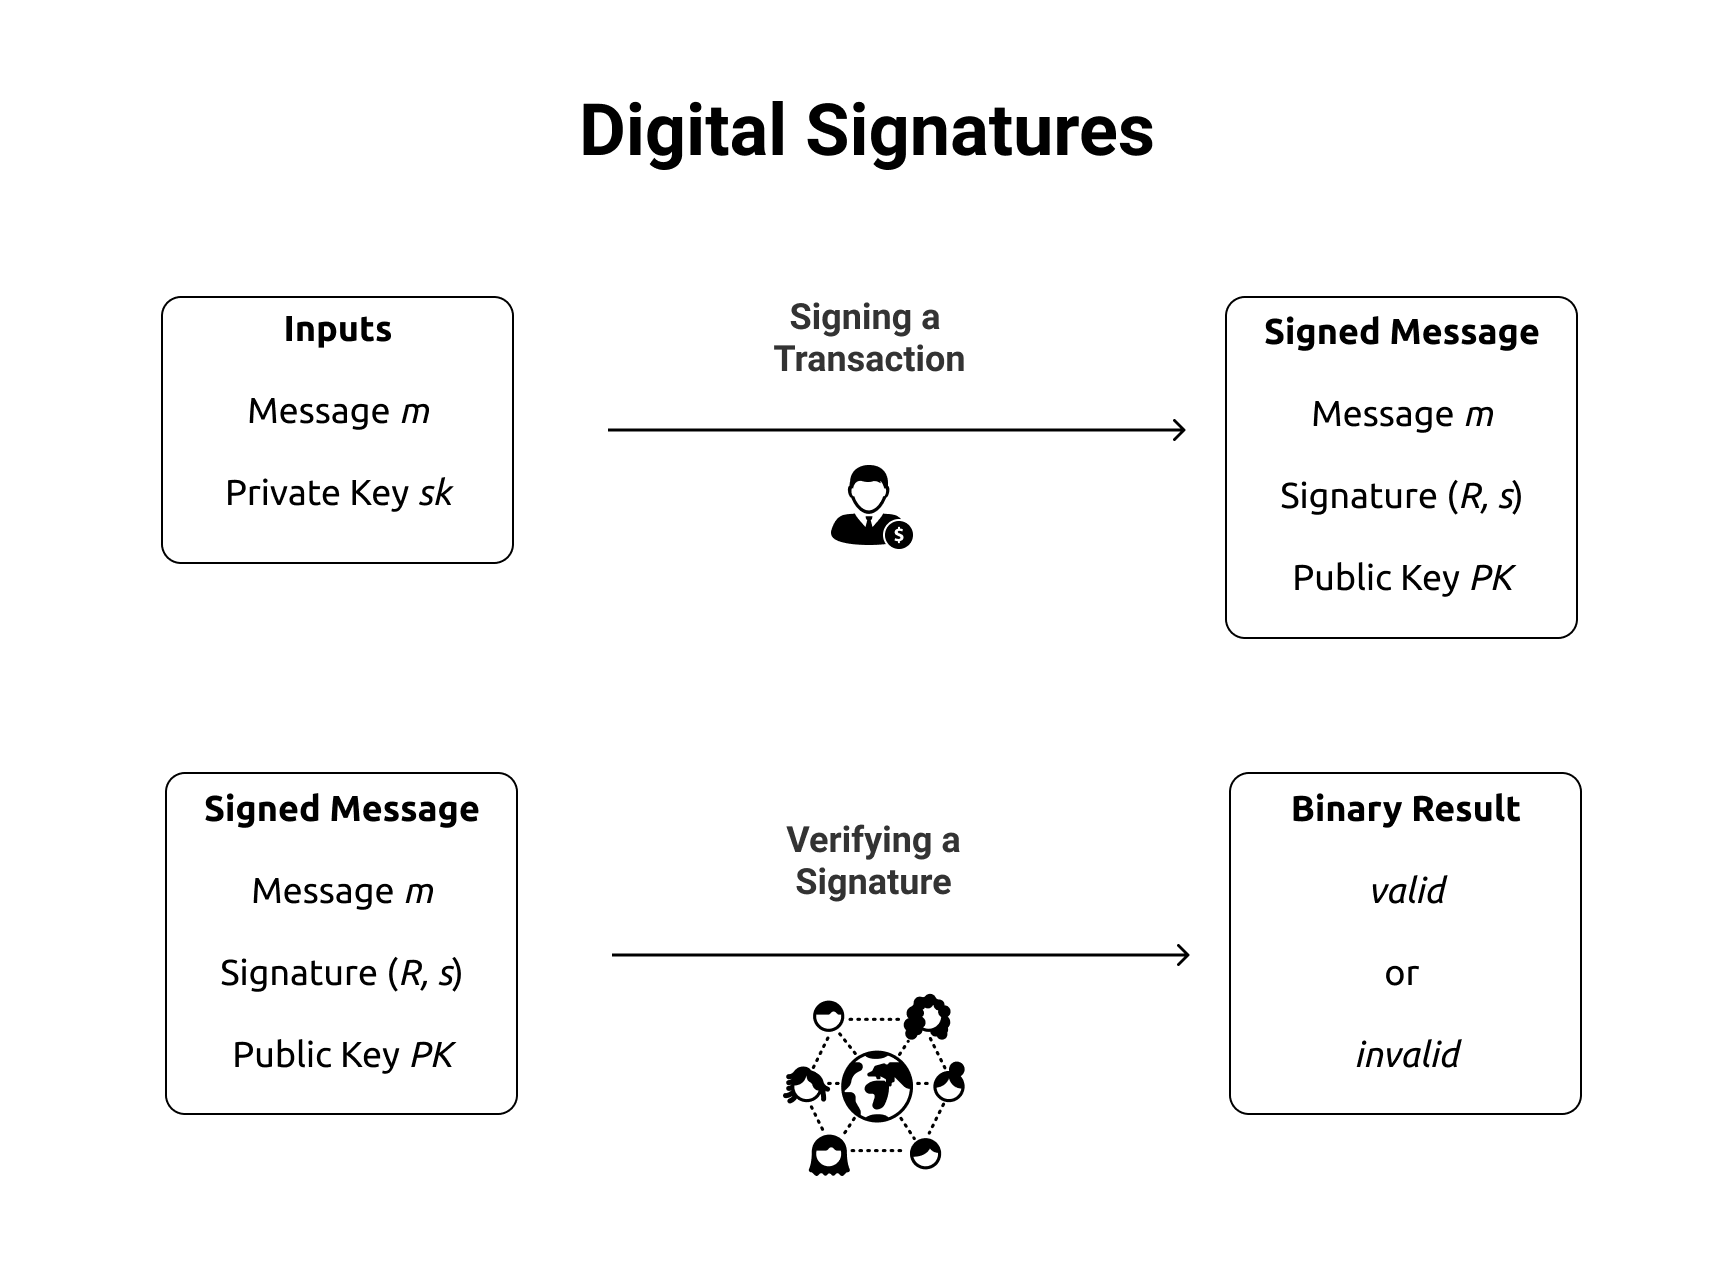 Digital Signatures
Inputs
Message m
Private Key sk
Signing a
Transaction
$
Signed Message
Message m
Signature (R, s)
Public Key PK
Signed Message
Message m
Signature (R, s)
Public Key PK
Verifying a
Signature
Binary Result
valid
or
invalid